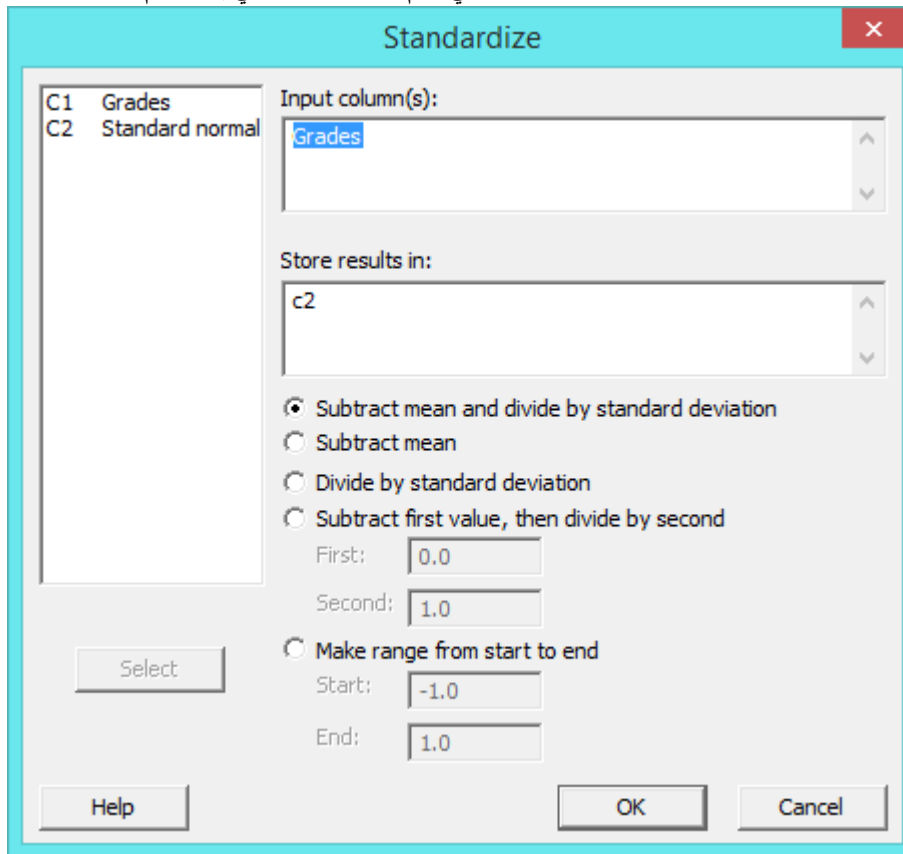 Standardize
C1 Grades
C2 Standard normal
Input column(s):
Grades
Store results in:
c2
Subtract mean and divide by standard deviation
Subtract mean
Divide by standard deviation
Subtract first value, then divide by second
First: 0.0
Second: 1.0
Make range from start to end
Start: -1.0
End: 1.0
Select
Help
OK
Cancel